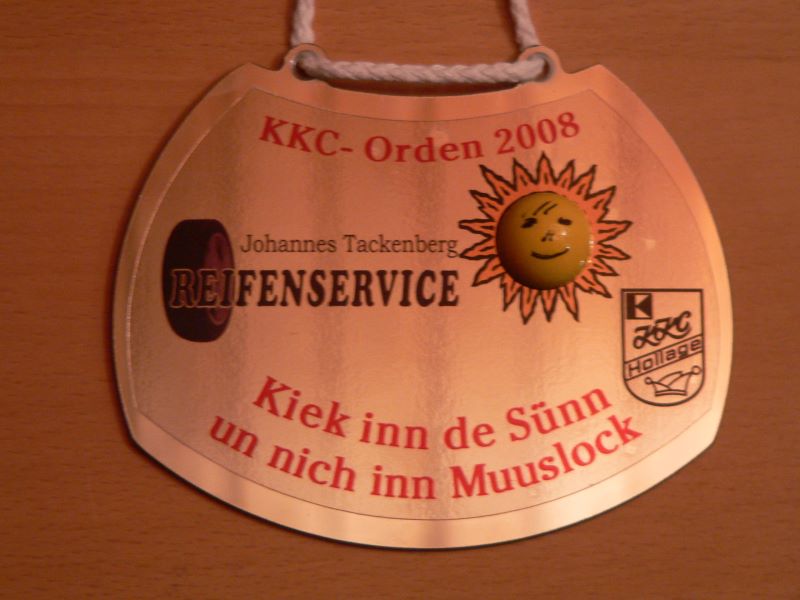 KKC- Orden 2008
Johannes Tackenberg
REIFENSERVICE
K
KKC
Hollage
Kiek inn de Sünn
un nich inn Muuslock